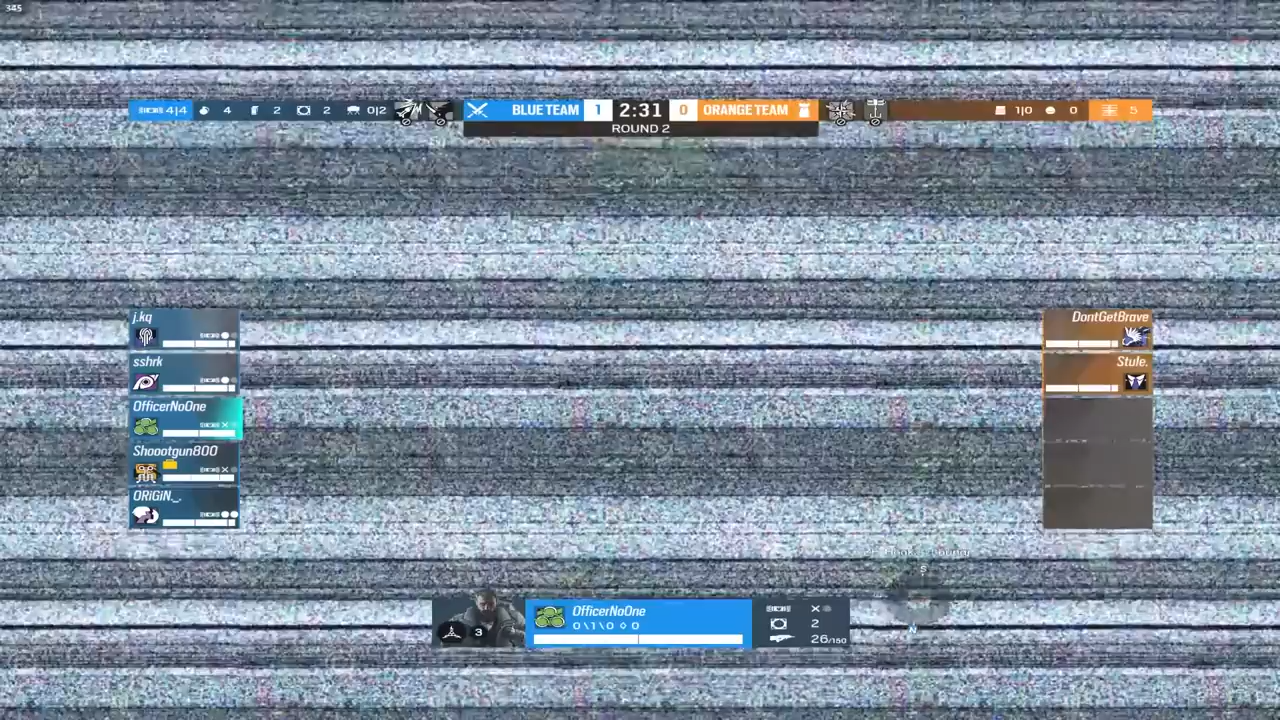 345
4|4 4 2 2 0|2 BLUE TEAM 1 2:31 0 ORANGE TEAM 1|0 0 5
ROUND 2
j.kq
sshrk
OfficerNoOne
Shoootgun800
ORiGiN_.
DontGetBrave
Stule.
S
N
3
OfficerNoOne
0\1\0 ◇ 0
2
26/150